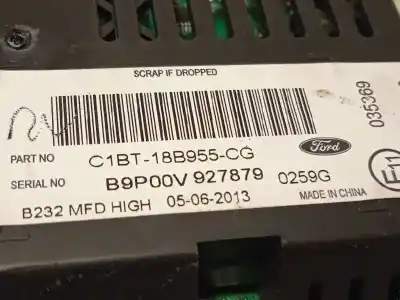 SCRAP IF DROPPED
PART NO C1BT-18B955-CG
Ford
SERIAL NO B9P00V 927879 0259G
MADE IN CHINA
B232 MFD HIGH 05-06-2013
035369
E11